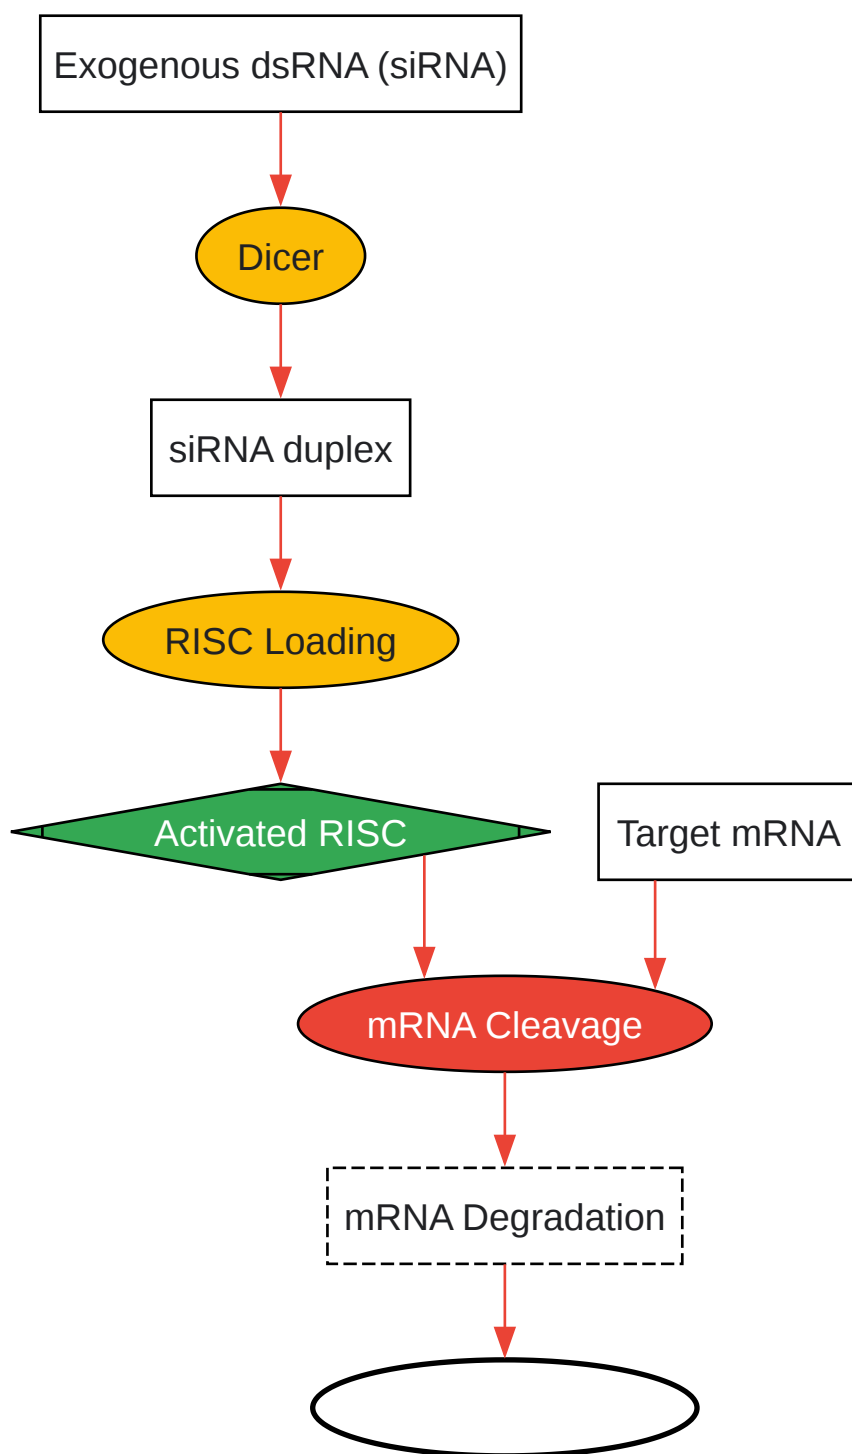 Exogenous dsRNA (siRNA)
Dicer
siRNA duplex
RISC Loading
Activated RISC
Target mRNA
mRNA Cleavage
mRNA Degradation